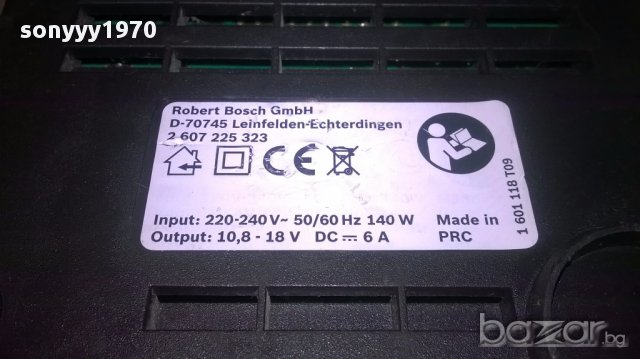 sonyyy1970
Robert Bosch GmbH
D-70745 Leinfelden-Echterdingen
2 607 225 323
CE
Input: 220-240 V~ 50/60 Hz 140 W
Output: 10,8 - 18 V DC ⎓ 6 A
Made in
PRC
1 601 118 T09
bazar.bg